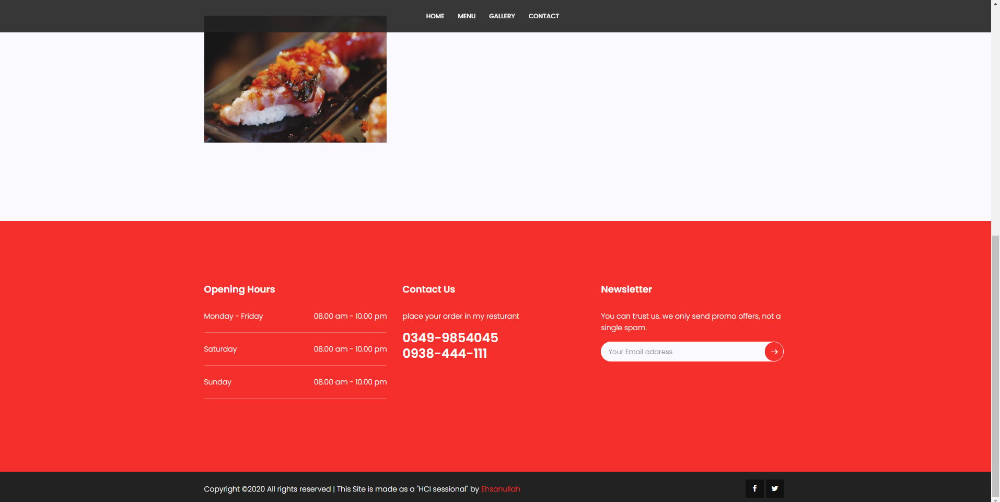 HOME MENU GALLERY CONTACT
Opening Hours
Monday - Friday 08.00 am - 10.00 pm
Saturday 08.00 am - 10.00 pm
Sunday 08.00 am - 10.00 pm
Contact Us
place your order in my resturant
0349-9854045
0938-444-111
Newsletter
You can trust us. we only send promo offers, not a
single spam.
Your Email address
Copyright ©2020 All rights reserved | This Site is made as a "HCI sessional" by Ehsanullah